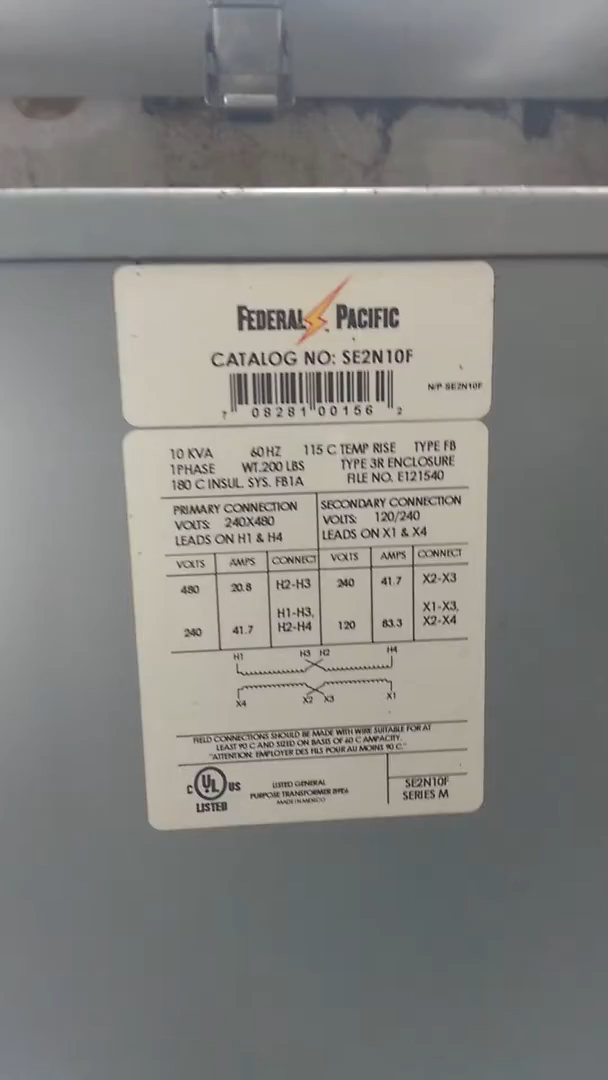 FEDERAL PACIFIC
CATALOG NO: SE2N10F
N/P SE2N10F
7 08281 00156 2
10 KVA 60HZ 115 C TEMP RISE TYPE FB
1PHASE WT.200 LBS TYPE 3R ENCLOSURE
180 C INSUL. SYS. FB1A FILE NO. E121540
PRIMARY CONNECTION SECONDARY CONNECTION
VOLTS: 240X480 VOLTS: 120/240
LEADS ON H1 & H4 LEADS ON X1 & X4
VOLTS AMPS CONNECT VOLTS AMPS CONNECT
480 20.8 H2-H3 240 41.7 X2-X3
240 41.7 H1-H3, H2-H4 120 83.3 X1-X3, X2-X4
H1 H3 H2 H4
X4 X2 X3 X1
FIELD CONNECTIONS SHOULD BE MADE WITH WIRE SUITABLE FOR AT
LEAST 90 C AND SIZED ON BASIS OF 60 C AMPACITY.
"ATTENTION: EMPLOYER DES FILS POUR AU MOINS 90 C."
C UL US
LISTED
LISTED GENERAL
PURPOSE TRANSFORMER
MADE IN MEXICO
SE2N10F
SERIES M